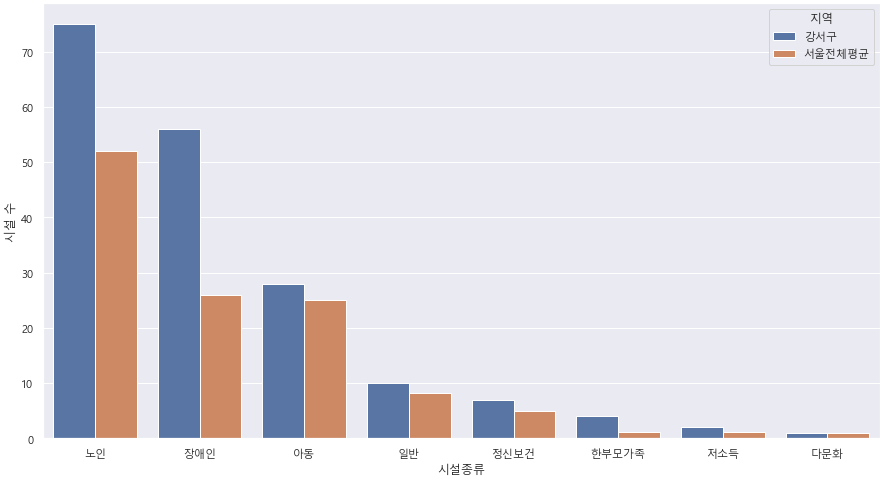 지역
강서구
서울전체평균
시설 수
70
60
50
40
30
20
10
0
노인 장애인 아동 일반 정신보건 한부모가족 저소득 다문화
시설종류